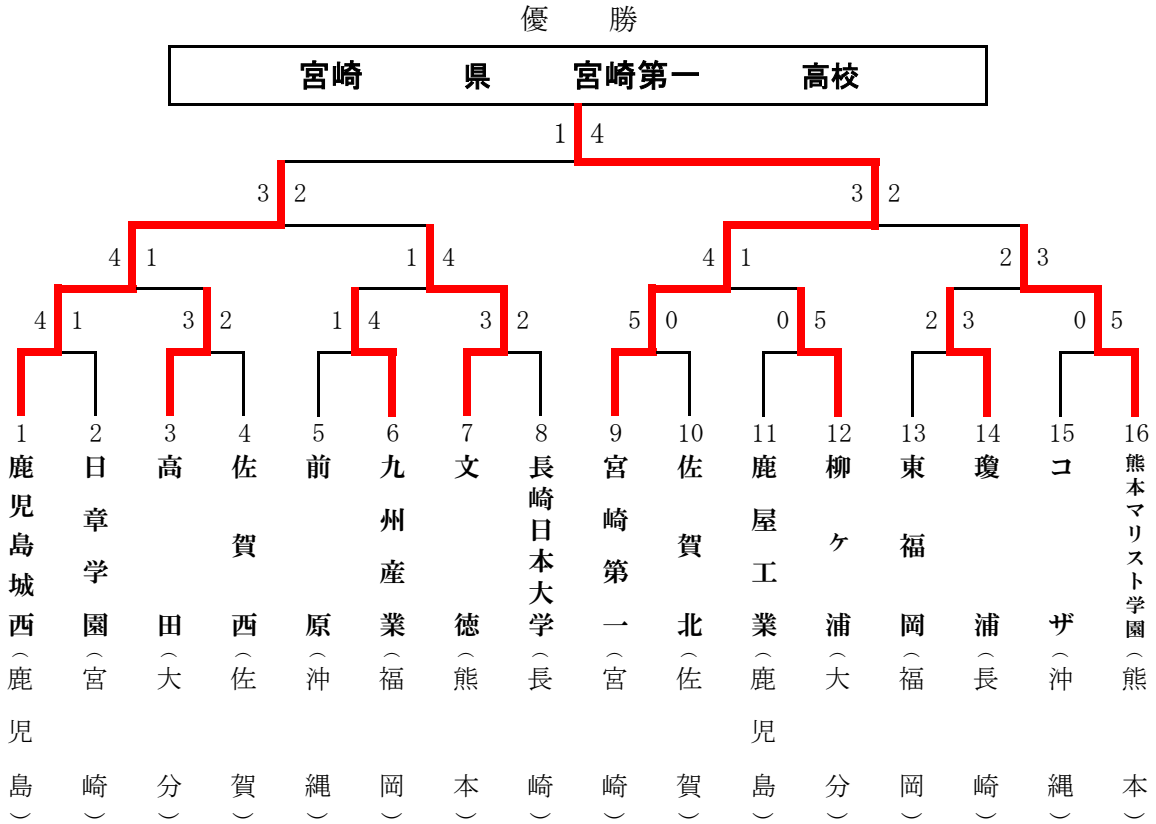 優　勝
宮崎　県　宮崎第一　高校
1 4
3 2 3 2
4 1 1 4 4 1 2 3
4 1 3 2 1 4 3 2 5 0 0 5 2 3 0 5
1 2 3 4 5 6 7 8 9 10 11 12 13 14 15 16
鹿児島城西（鹿児島）
日章学園（宮崎）
高田（大分）
佐賀西（佐賀）
前原（沖縄）
九州産業（福岡）
文徳（熊本）
長崎日本大学（長崎）
宮崎第一（宮崎）
佐賀北（佐賀）
鹿屋工業（鹿児島）
柳ケ浦（大分）
東福岡（福岡）
瓊浦（長崎）
コザ（沖縄）
熊本マリスト学園（熊本）